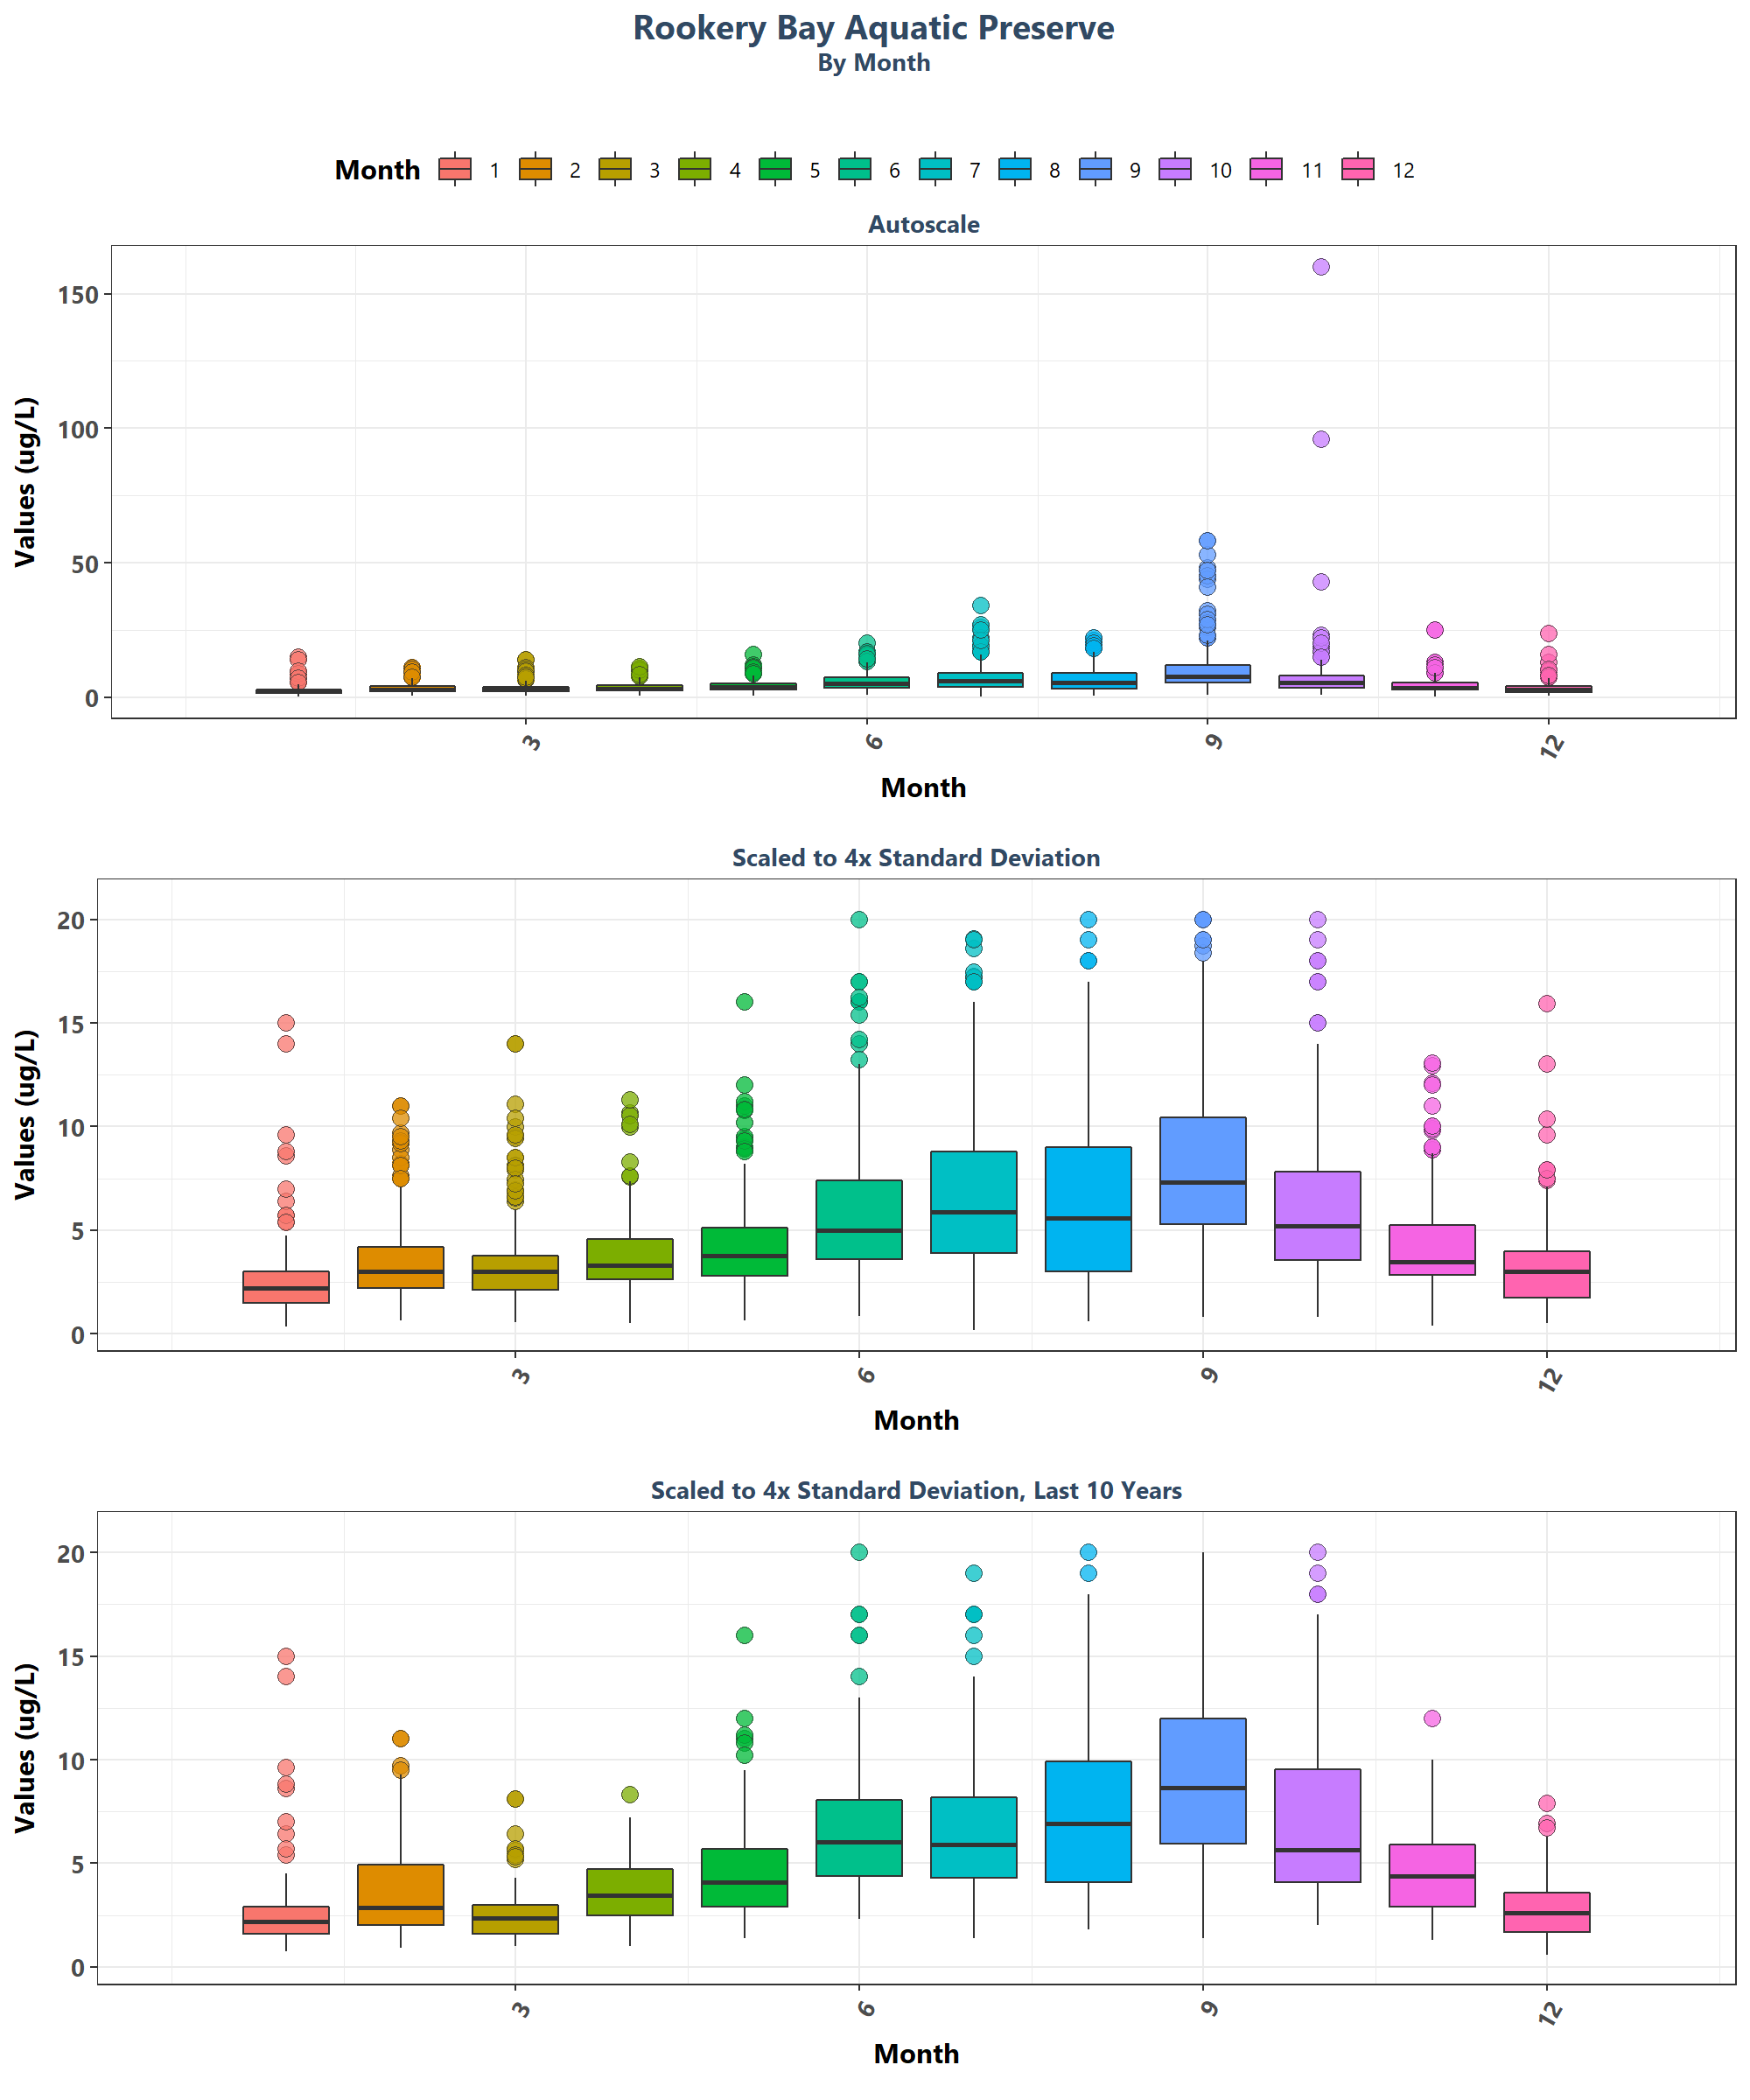 Rookery Bay Aquatic Preserve
By Month
Month 1 2 3 4 5 6 7 8 9 10 11 12
Autoscale
Values (ug/L)
150
100
50
0
3 6 9 12
Month
Scaled to 4x Standard Deviation
Values (ug/L)
20
15
10
5
0
3 6 9 12
Month
Scaled to 4x Standard Deviation, Last 10 Years
Values (ug/L)
20
15
10
5
0
3 6 9 12
Month